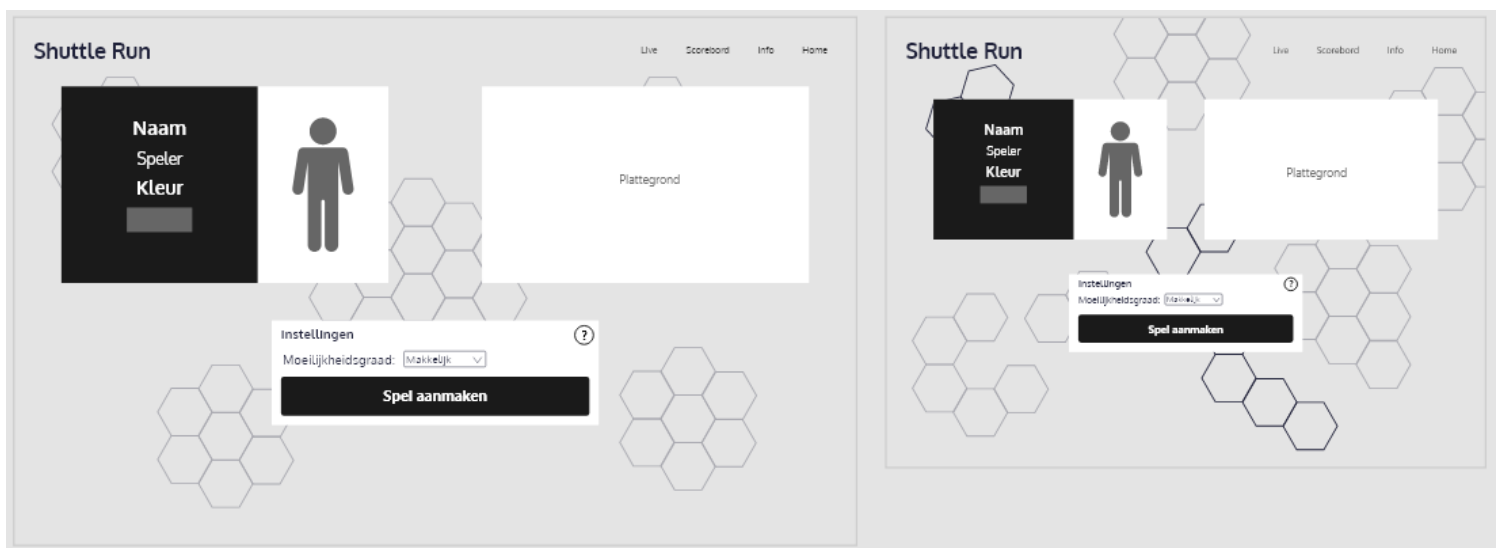 Shuttle Run
Live Scorebord Info Home
Naam
Speler
Kleur
Plattegrond
Instellingen
?
Moeilijkheidsgraad: Makkelijk
Spel aanmaken
Shuttle Run
Live Scorebord Info Home
Naam
Speler
Kleur
Plattegrond
Instellingen
?
Moeilijkheidsgraad: Makkelijk
Spel aanmaken